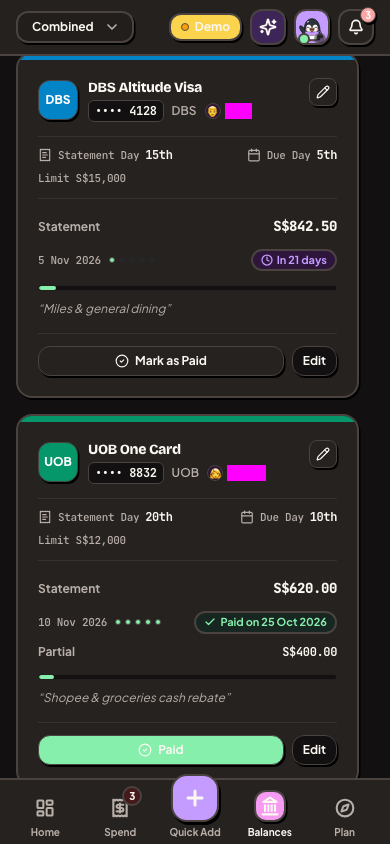 Combined
Demo
3
DBS
DBS Altitude Visa
•••• 4128 DBS
Statement Day 15th
Due Day 5th
Limit S$15,000
Statement
S$842.50
5 Nov 2026
In 21 days
“Miles & general dining”
Mark as Paid
Edit
UOB
UOB One Card
•••• 8832 UOB
Statement Day 20th
Due Day 10th
Limit S$12,000
Statement
S$620.00
10 Nov 2026
Paid on 25 Oct 2026
Partial
S$400.00
“Shopee & groceries cash rebate”
Paid
Edit
3
Home
Spend
Quick Add
Balances
Plan